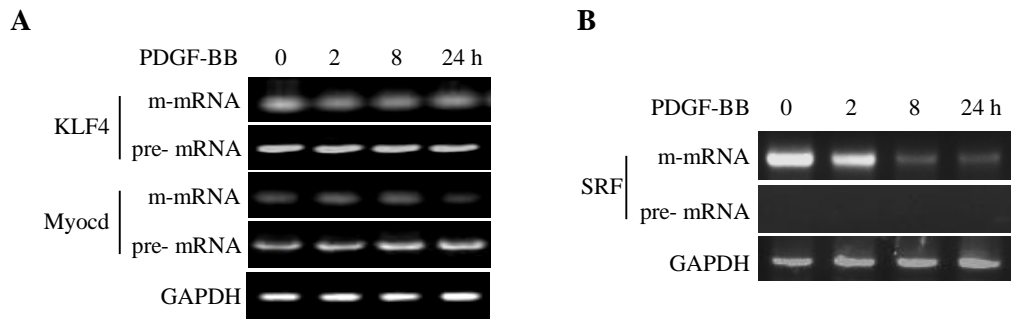 A
PDGF-BB 0 2 8 24 h
KLF4
m-mRNA
pre- mRNA
Myocd
m-mRNA
pre- mRNA
GAPDH
B
PDGF-BB 0 2 8 24 h
SRF
m-mRNA
pre- mRNA
GAPDH